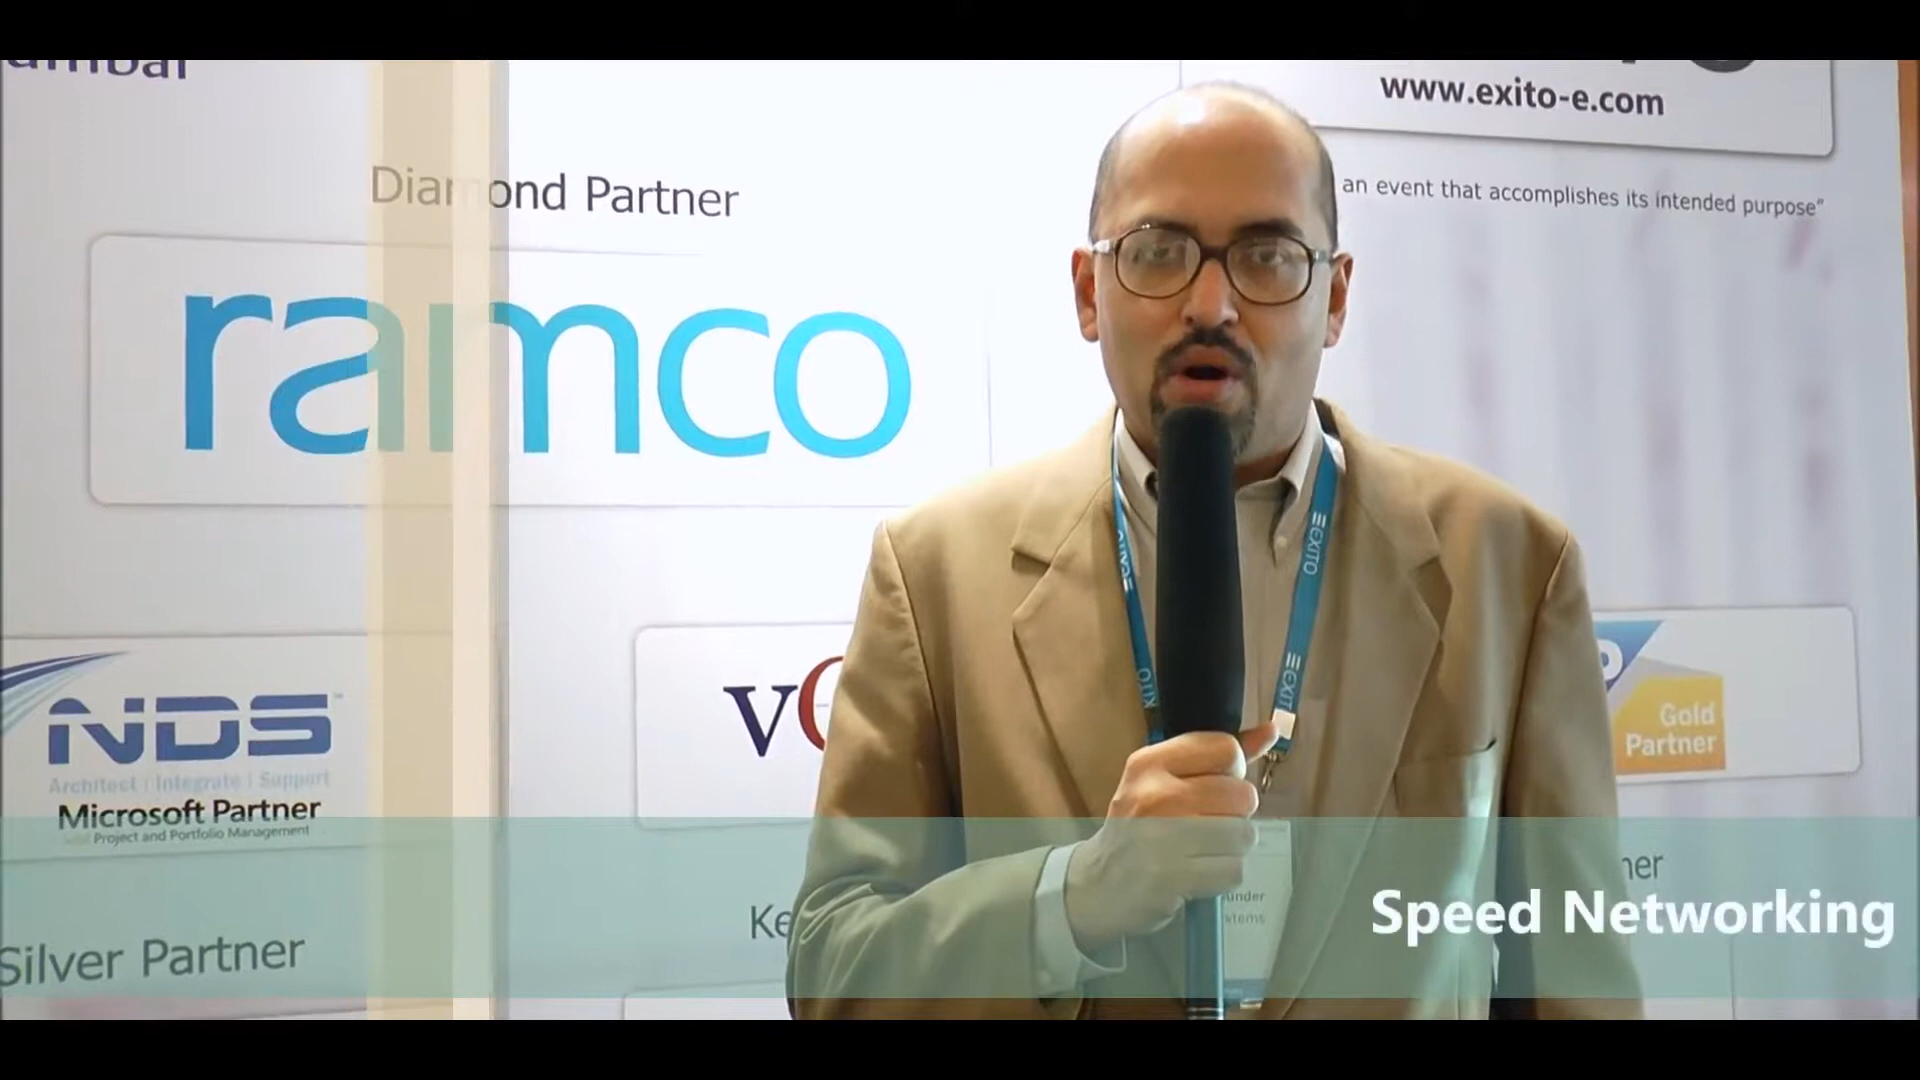 www.exito-e.com
an event that accomplishes its intended purpose”
Diamond Partner
ramco
EXITO
EXITO
NDS
Architect | Integrate | Support
Microsoft Partner
Project and Portfolio Management
Gold
Partner
Silver Partner
Speed Networking